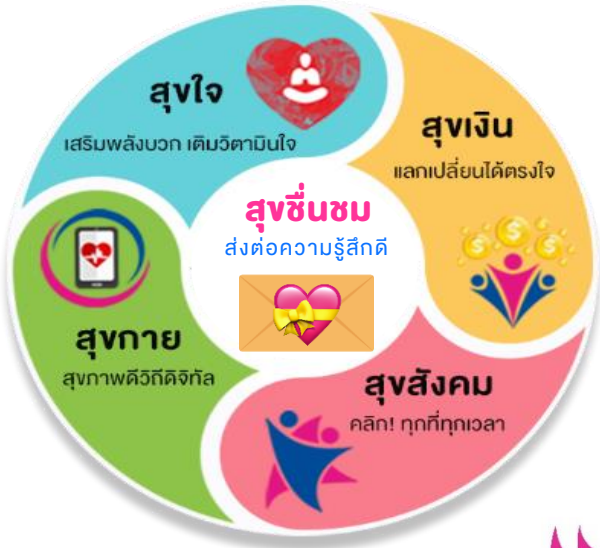 สุขใจ
เสริมพลังบวก เติมวิตามินใจ
สุขเงิน
แลกเปลี่ยนได้ตรงใจ
สุขชื่นชม
ส่งต่อความรู้สึกดี
สุขกาย
สุขภาพดีวิถีดิจิทัล
สุขสังคม
คลิก! ทุกที่ทุกเวลา